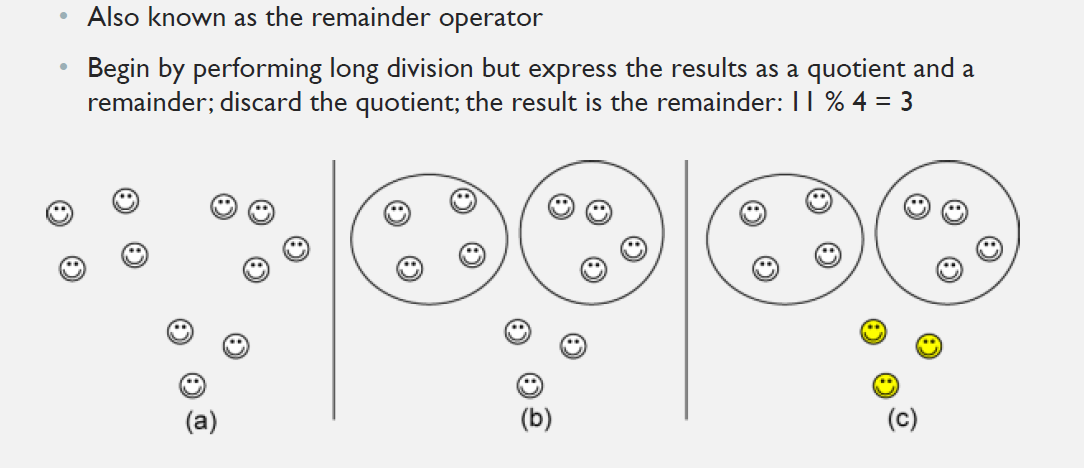 • Also known as the remainder operator
• Begin by performing long division but express the results as a quotient and a
remainder; discard the quotient; the result is the remainder: 11 % 4 = 3
(a)
(b)
(c)